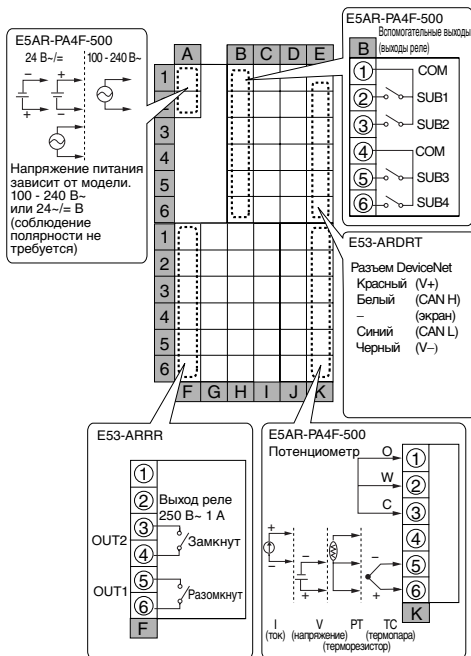 E5AR-PA4F-500
24 В~/= 100 - 240 В~
Напряжение питания
зависит от модели.
100 - 240 В~
или 24~/= В
(соблюдение
полярности не
требуется)
A B C D E
1
2
3
4
5
6
1
2
3
4
5
6
F G H I J K
E5AR-PA4F-500
Вспомогательные выходы
(выходы реле)
B
1 COM
2 SUB1
3 SUB2
4 COM
5 SUB3
6 SUB4
E53-ARDRT
Разъем DeviceNet
Красный (V+)
Белый (CAN H)
– (экран)
Синий (CAN L)
Черный (V–)
E53-ARRR
1
2
Выход реле
250 В~ 1 А
OUT2
3
4
Замкнут
OUT1
5
6
Разомкнут
F
E5AR-PA4F-500
Потенциометр
O 1
W 2
C 3
4
5
6
K
I V PT TC
(ток) (напряжение) (термопара)
(терморезистор)